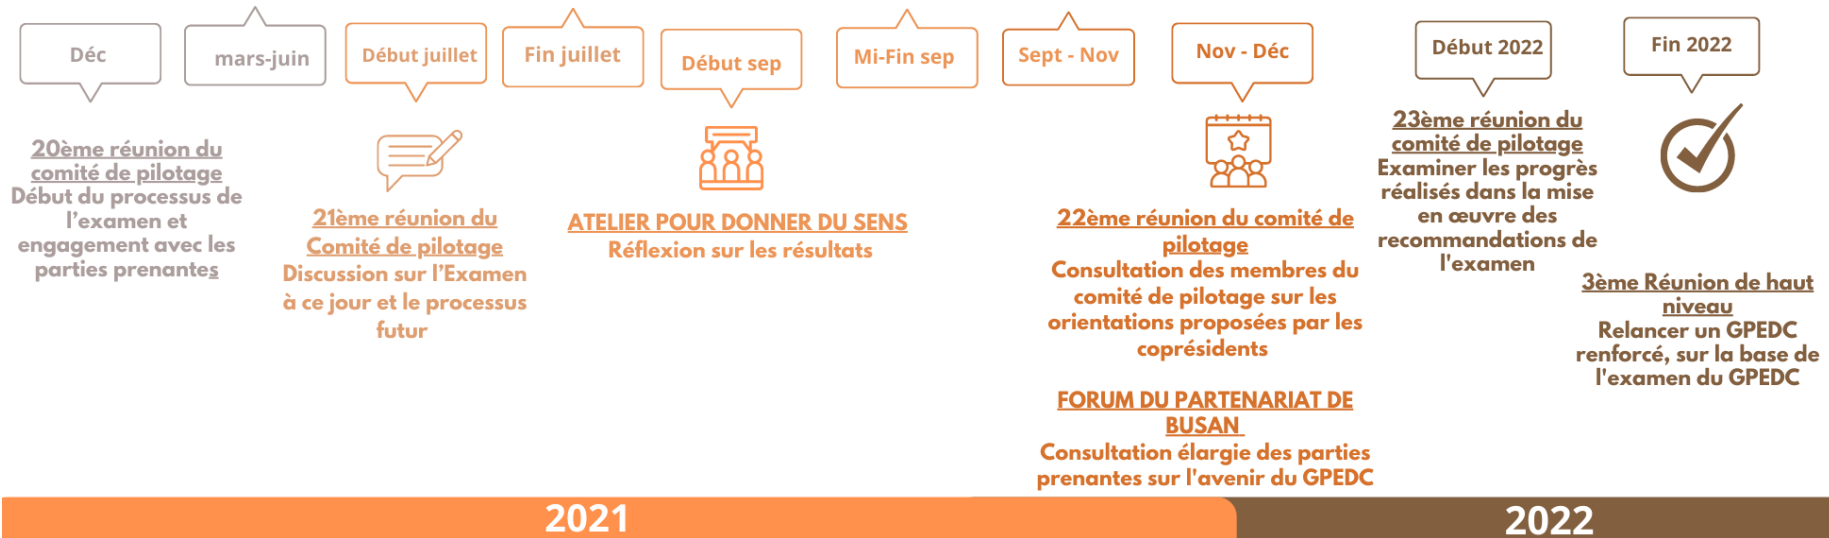 Déc
mars-juin
Début juillet
Fin juillet
Début sep
Mi-Fin sep
Sept - Nov
Nov - Déc
Début 2022
Fin 2022
20ème réunion du
comité de pilotage
Début du processus de
l’examen et
engagement avec les
parties prenantes
21ème réunion du
Comité de pilotage
Discussion sur l’Examen
à ce jour et le processus
futur
ATELIER POUR DONNER DU SENS
Réflexion sur les résultats
22ème réunion du comité de
pilotage
Consultation des membres du
comité de pilotage sur les
orientations proposées par les
coprésidents
FORUM DU PARTENARIAT DE
BUSAN
Consultation élargie des parties
prenantes sur l'avenir du GPEDC
23ème réunion du
comité de pilotage
Examiner les progrès
réalisés dans la mise
en œuvre des
recommandations de
l'examen
3ème Réunion de haut
niveau
Relancer un GPEDC
renforcé, sur la base de
l'examen du GPEDC
2021
2022